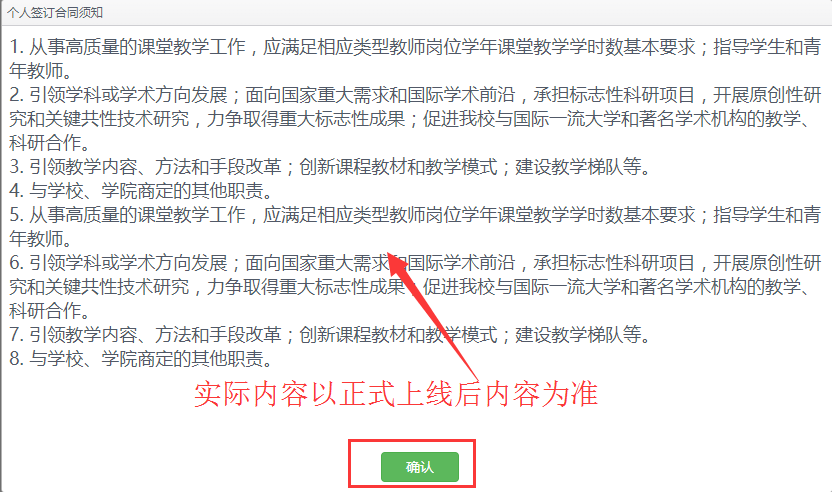 个人签订合同须知
1. 从事高质量的课堂教学工作，应满足相应类型教师岗位学年课堂教学学时数基本要求；指导学生和青
年教师。
2. 引领学科或学术方向发展；面向国家重大需求和国际学术前沿，承担标志性科研项目，开展原创性研
究和关键共性技术研究，力争取得重大标志性成果；促进我校与国际一流大学和著名学术机构的教学、
科研合作。
3. 引领教学内容、方法和手段改革；创新课程教材和教学模式；建设教学梯队等。
4. 与学校、学院商定的其他职责。
5. 从事高质量的课堂教学工作，应满足相应类型教师岗位学年课堂教学学时数基本要求；指导学生和青
年教师。
6. 引领学科或学术方向发展；面向国家重大需求和国际学术前沿，承担标志性科研项目，开展原创性研
究和关键共性技术研究，力争取得重大标志性成果；促进我校与国际一流大学和著名学术机构的教学、
科研合作。
7. 引领教学内容、方法和手段改革；创新课程教材和教学模式；建设教学梯队等。
8. 与学校、学院商定的其他职责。
实际内容以正式上线后内容为准
确认